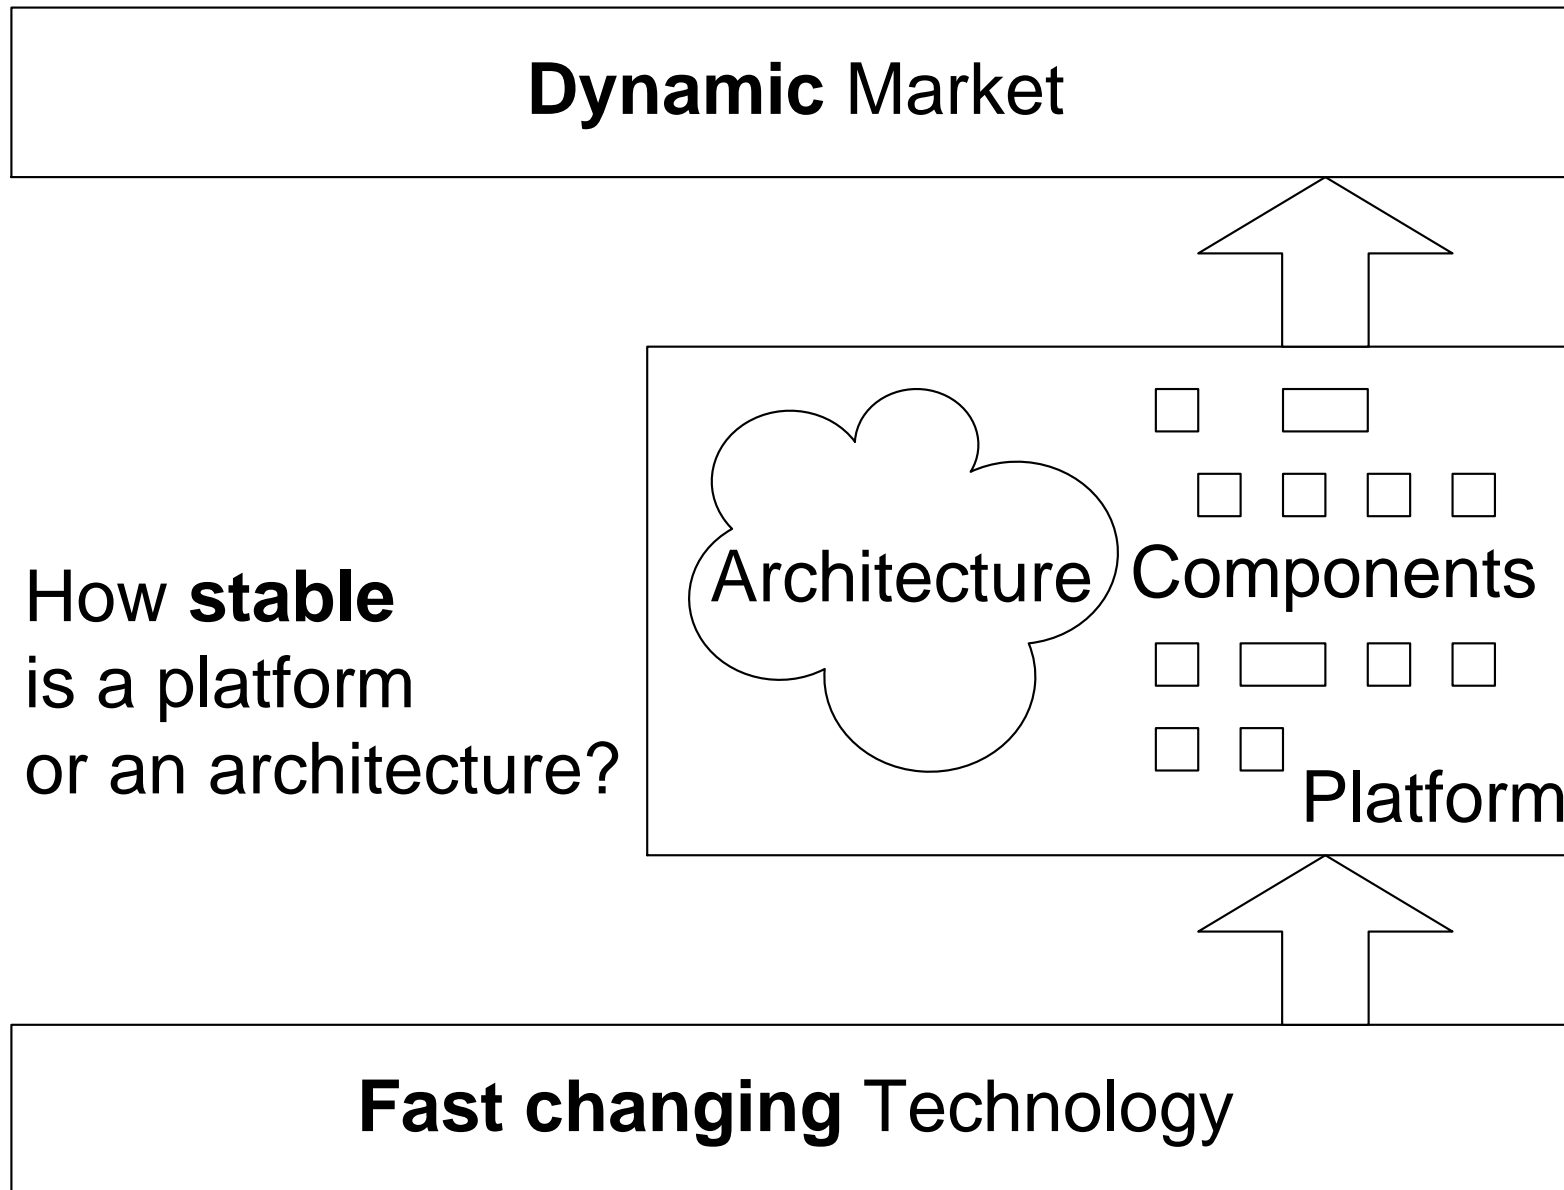 Dynamic Market
How stable
is a platform
or an architecture?
Architecture
Components
Platform
Fast changing Technology